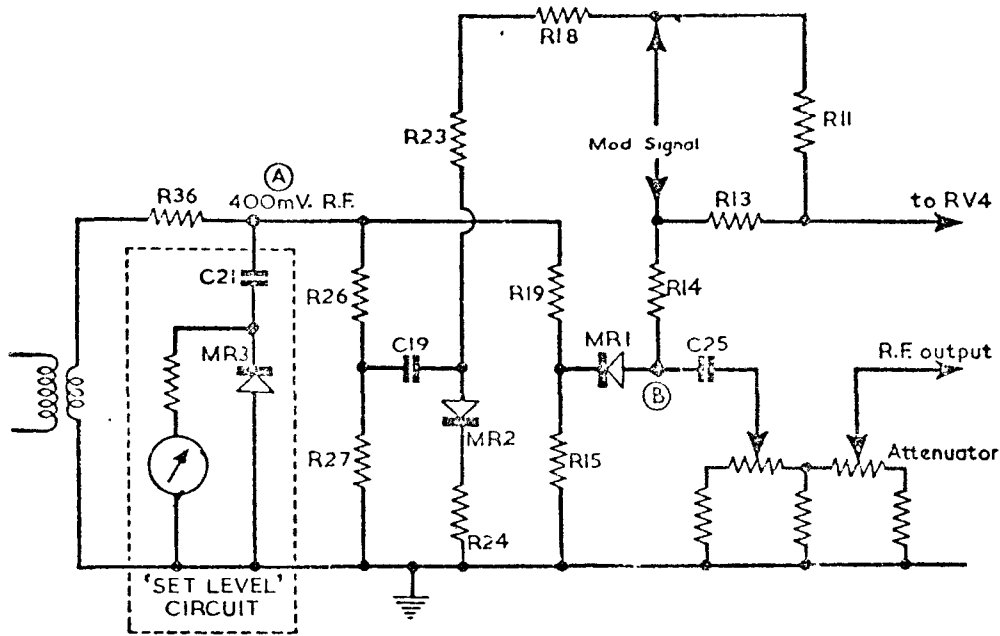 R18
R23
R11
Mod Signal
A
R36
400mV. R.F.
R13
to RV4
C21
R26
R19
R14
MR3
C19
MR1
C25
R.F. output
B
MR2
R27
R15
Attenuator
R24
'SET LEVEL'
CIRCUIT